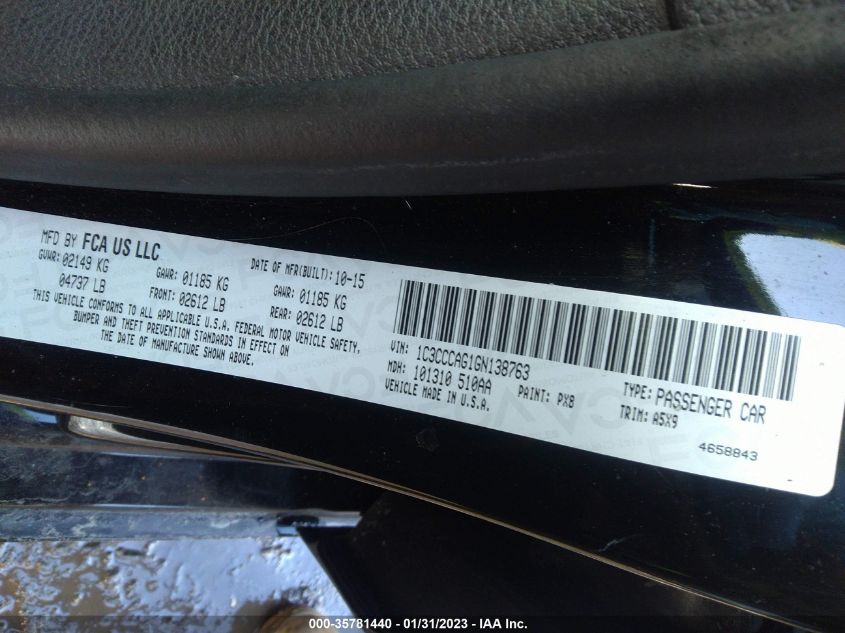 MFD BY FCA US LLC
DATE OF MFR(BUILT): 10-15
GVWR: 02149 KG
04737 LB
GAWR: 01185 KG
FRONT: 02612 LB
GAWR: 01185 KG
REAR: 02612 LB
THIS VEHICLE CONFORMS TO ALL APPLICABLE U.S.A. FEDERAL MOTOR VEHICLE SAFETY,
BUMPER AND THEFT PREVENTION STANDARDS IN EFFECT ON
THE DATE OF MANUFACTURE SHOWN ABOVE.
VIN: 1C3CCCAG1GN138763
TYPE: PASSENGER CAR
MDH: 101310 510AA
PAINT: PX8
TRIM: A5X9
VEHICLE MADE IN U.S.A.
4658843
000-35781440 - 01/31/2023 - IAA Inc.